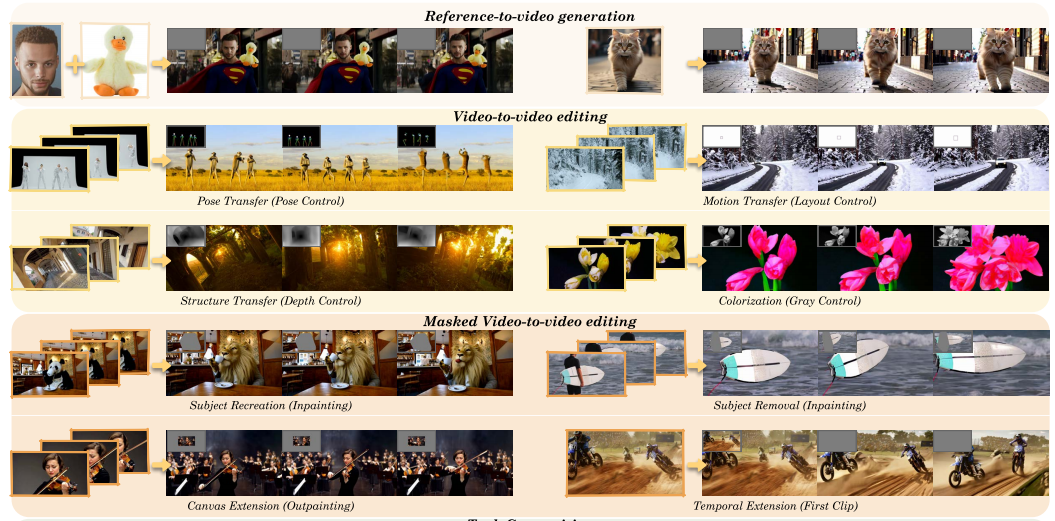 Reference-to-video generation
Video-to-video editing
Pose Transfer (Pose Control)
Motion Transfer (Layout Control)
Structure Transfer (Depth Control)
Colorization (Gray Control)
Masked Video-to-video editing
Subject Recreation (Inpainting)
Subject Removal (Inpainting)
Canvas Extension (Outpainting)
Temporal Extension (First Clip)